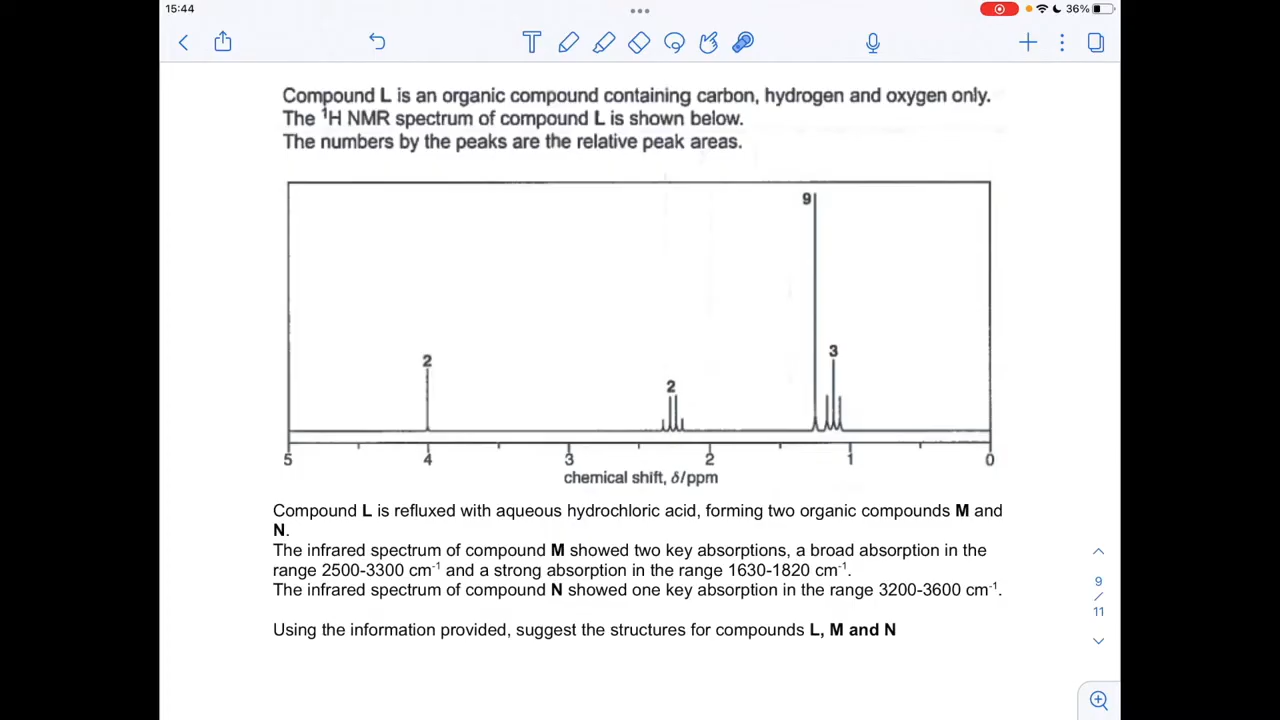 15:44
36%
Compound L is an organic compound containing carbon, hydrogen and oxygen only.
The ¹H NMR spectrum of compound L is shown below.
The numbers by the peaks are the relative peak areas.
9
2
3
2
5 4 3 2 1 0
chemical shift, δ/ppm
Compound L is refluxed with aqueous hydrochloric acid, forming two organic compounds M and
N.
The infrared spectrum of compound M showed two key absorptions, a broad absorption in the
range 2500-3300 cm⁻¹ and a strong absorption in the range 1630-1820 cm⁻¹.
The infrared spectrum of compound N showed one key absorption in the range 3200-3600 cm⁻¹.
Using the information provided, suggest the structures for compounds L, M and N
9
/
11